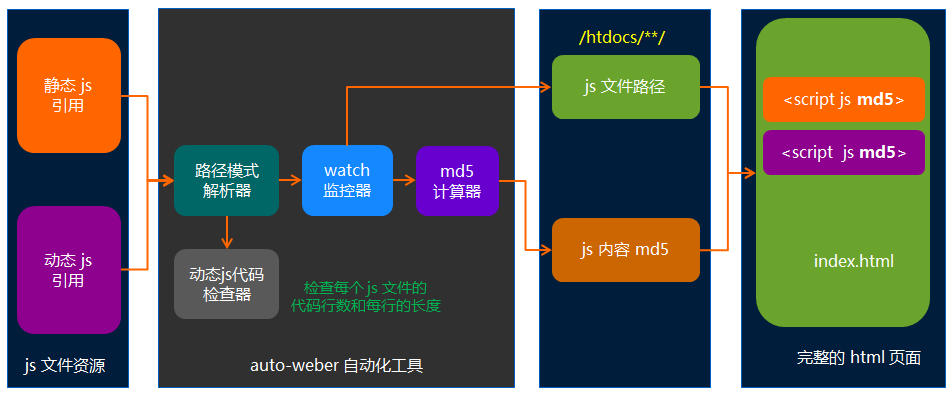 静态 js
引用
动态 js
引用
js 文件资源
路径模式
解析器
watch
监控器
md5
计算器
动态js代码
检查器
检查每个 js 文件的
代码行数和每行的长度
auto-weber 自动化工具
/htdocs/**/
js 文件路径
js 内容 md5
<script js md5>
<script  js md5>
index.html
完整的 html 页面